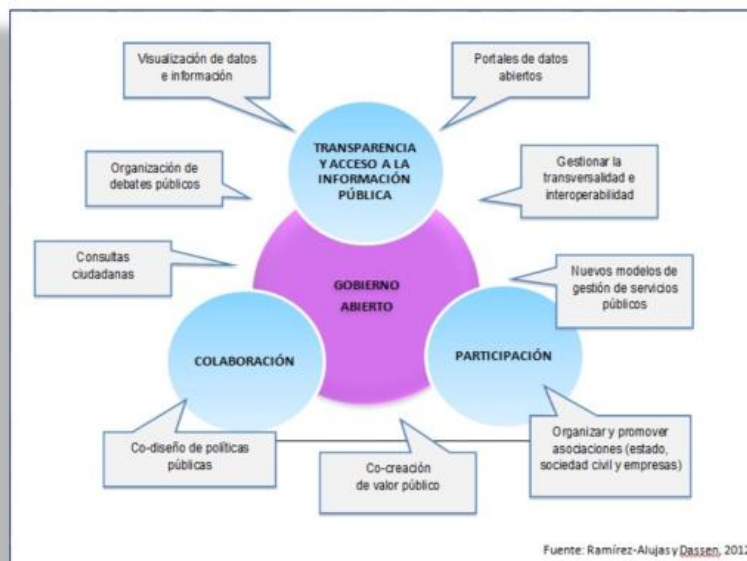 Visualización de datos
e información
Portales de datos
abiertos
TRANSPARENCIA
Y ACCESO A LA
INFORMACIÓN
PÚBLICA
Organización de
debates públicos
Gestionar la
transversalidad e
interoperabilidad
Consultas
ciudadanas
GOBIERNO
ABIERTO
Nuevos modelos de
gestión de servicios
públicos
COLABORACIÓN
PARTICIPACIÓN
Co-diseño de políticas
públicas
Co-creación
de valor público
Organizar y promover
asociaciones (estado,
sociedad civil y empresas)
Fuente: Ramírez-Alujas y Dassen, 2012